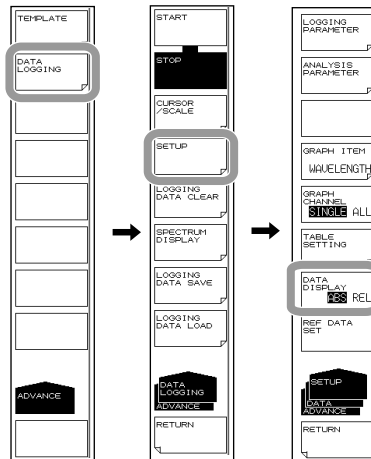 TEMPLATE
DATA
LOGGING
ADVANCE
START
STOP
CURSOR
/SCALE
SETUP
LOGGING
DATA CLEAR
SPECTRUM
DISPLAY
LOGGING
DATA SAVE
LOGGING
DATA LOAD
DATA
LOGGING
ADVANCE
RETURN
LOGGING
PARAMETER
ANALYSIS
PARAMETER
GRAPH ITEM
WAVELENGTH
GRAPH
CHANNEL
SINGLE ALL
TABLE
SETTING
DATA
DISPLAY
ABS REL
REF DATA
SET
SETUP
DATA
ADVANCE
RETURN